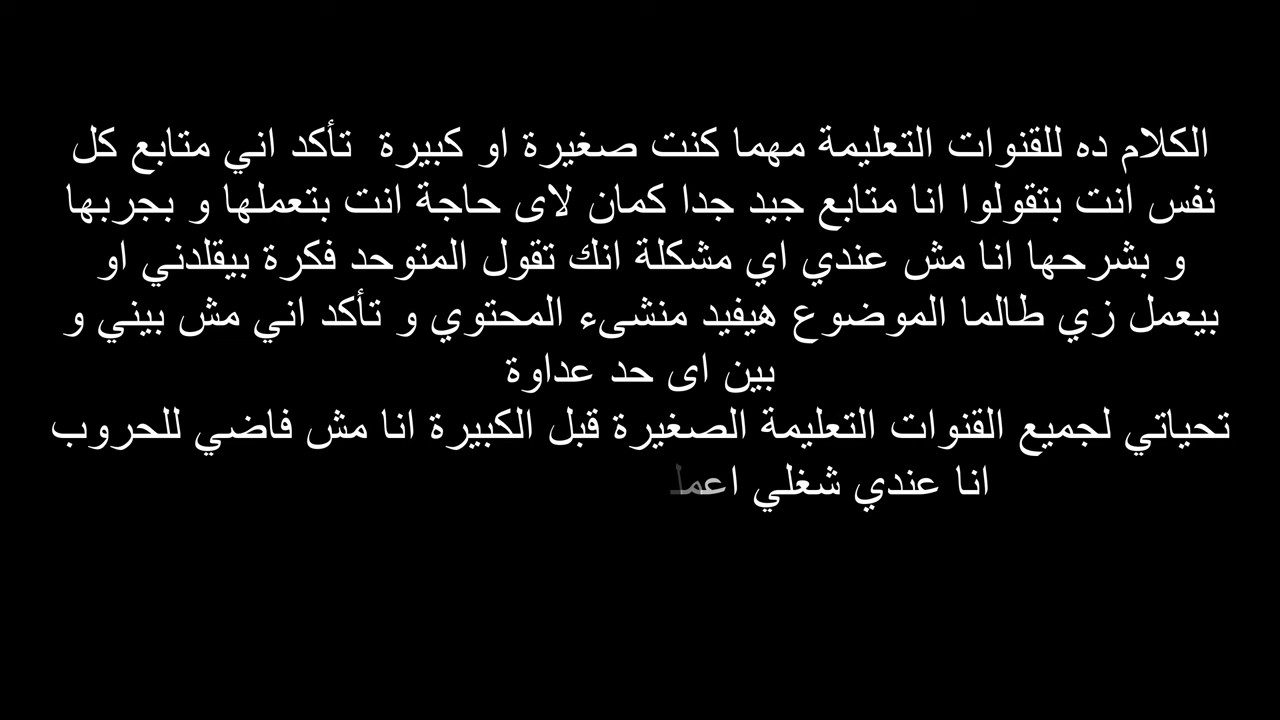 الكلام ده للقنوات التعليمة مهما كنت صغيرة او كبيرة تأكد اني متابع كل
نفس انت بتقولوا انا متابع جيد جدا كمان لاى حاجة انت بتعملها و بجربها
و بشرحها انا مش عندي اي مشكلة انك تقول المتوحد فكرة بيقلدني او
بيعمل زي طالما الموضوع هيفيد منشىء المحتوي و تأكد اني مش بيني و
بين اى حد عداوة
تحياتي لجميع القنوات التعليمة الصغيرة قبل الكبيرة انا مش فاضي للحروب
انا عندي شغلي اعمل